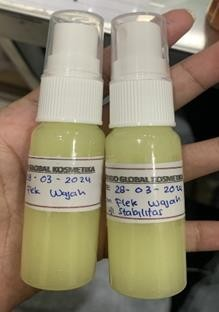 GLOBAL KOSMETIKA
28-03-2024
Flek Wajah
GLOBAL KOSMETIKA
28-03-2024
Flek Wajah
Stabilitas